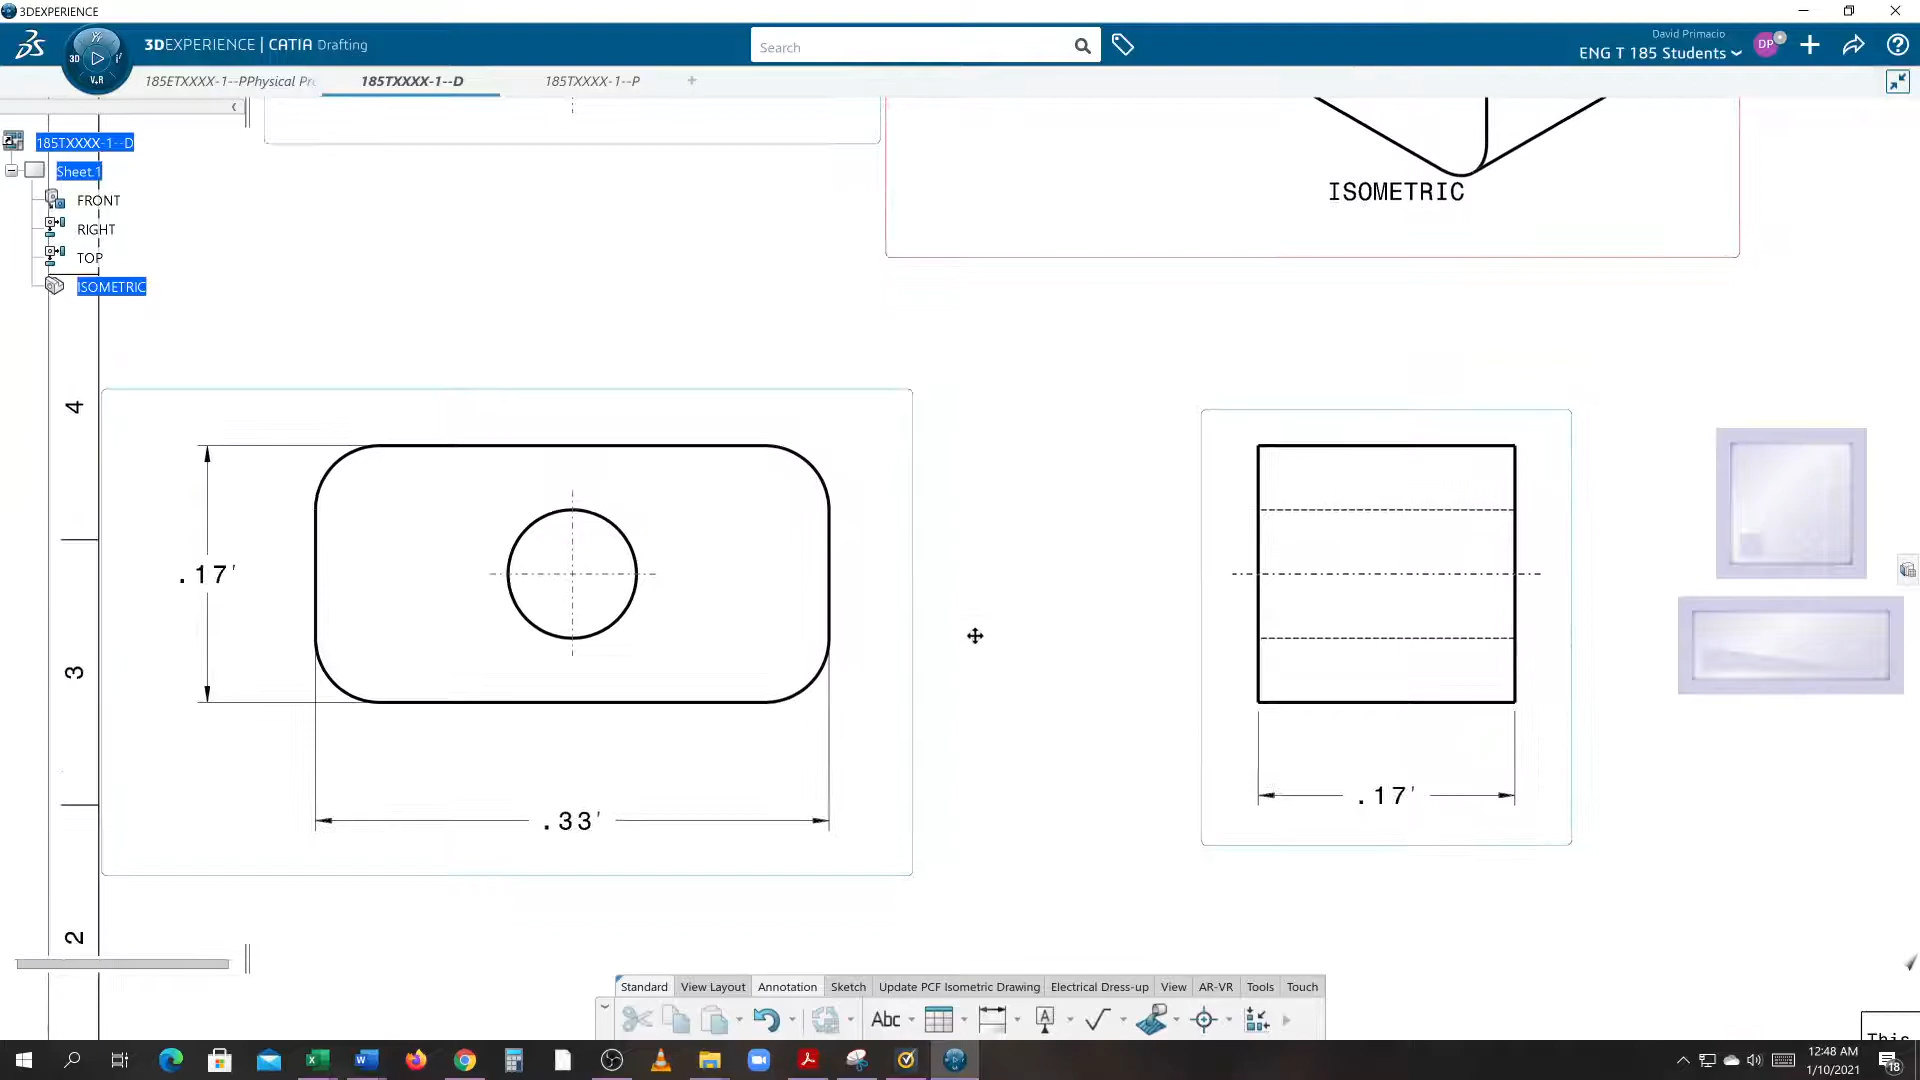 3DEXPERIENCE
3DEXPERIENCE | CATIA Drafting
Search
David Primacio
ENG T 185 Students
DP
3D
V.R
185ETXXXX-1--PPhysical Pr
185TXXXX-1--D
185TXXXX-1--P
185TXXXX-1--D
Sheet.1
FRONT
RIGHT
TOP
ISOMETRIC
ISOMETRIC
4
3
2
.17'
.33'
.17'
Standard
View Layout
Annotation
Sketch
Update PCF Isometric Drawing
Electrical Dress-up
View
AR-VR
Tools
Touch
Abc
A
12:48 AM
1/10/2021
18